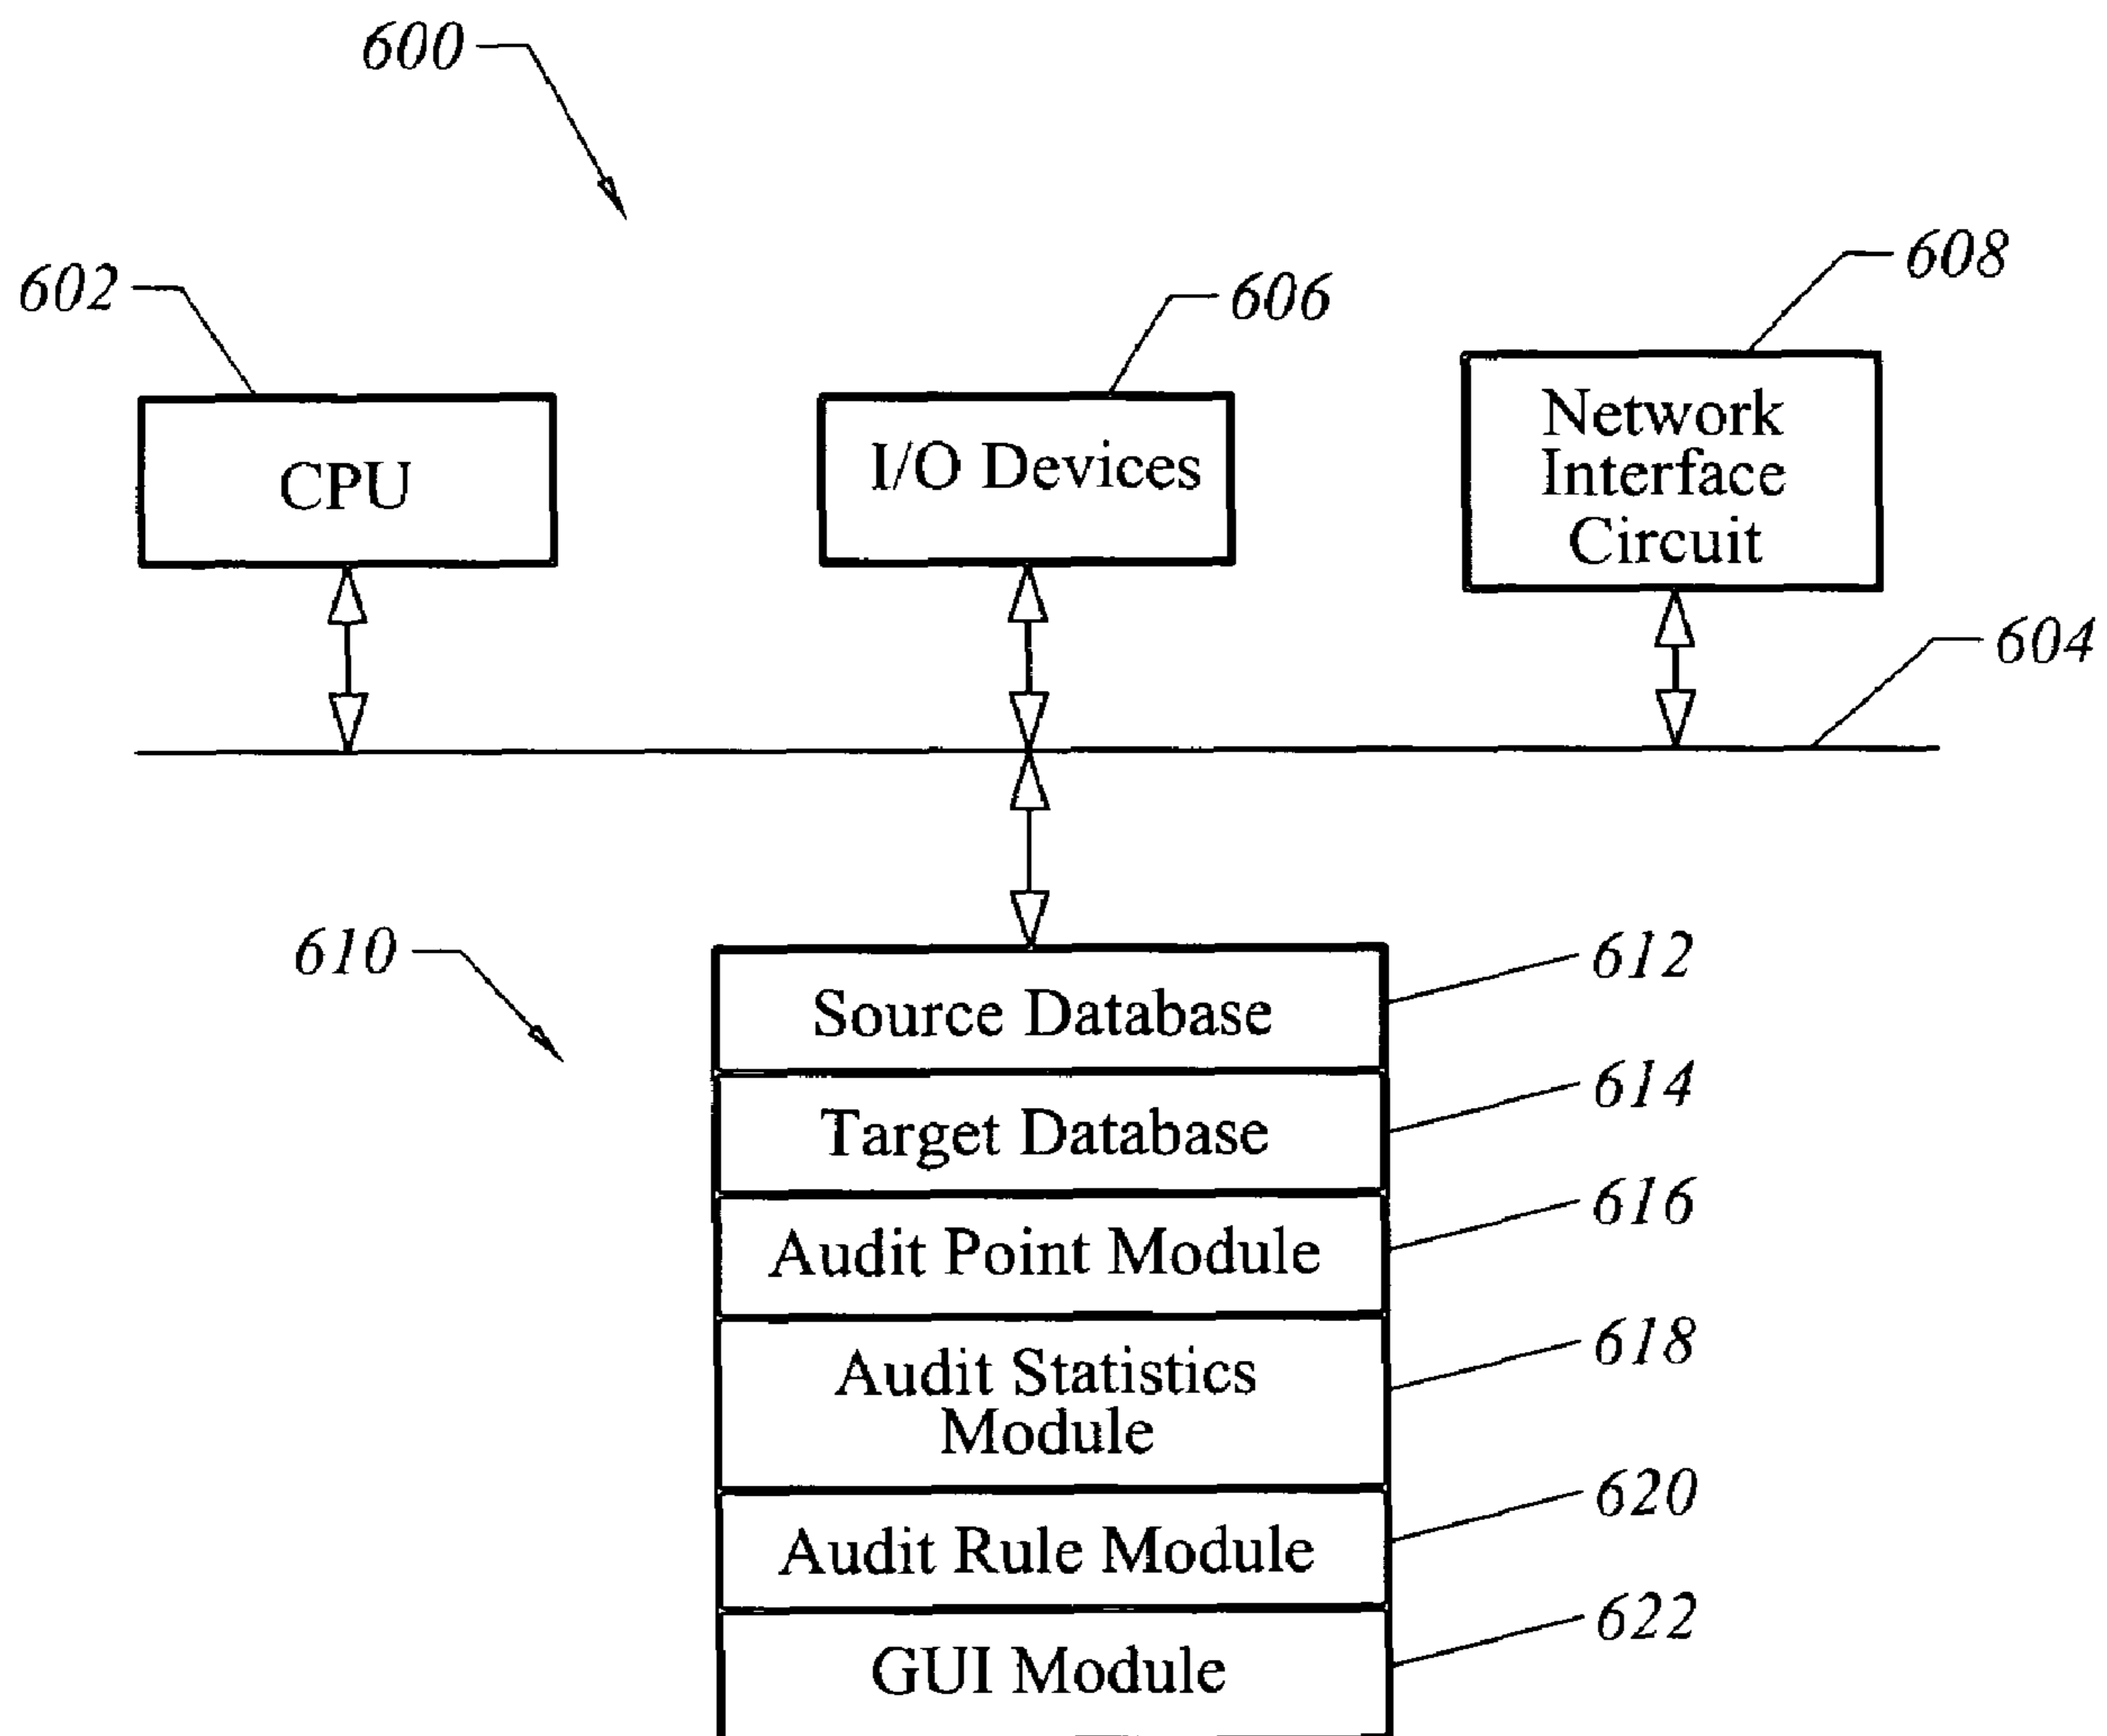 600
602
606
608
CPU
I/O Devices
Network
Interface
Circuit
604
610
Source Database
612
Target Database
614
Audit Point Module
616
Audit Statistics
Module
618
Audit Rule Module
620
GUI Module
622